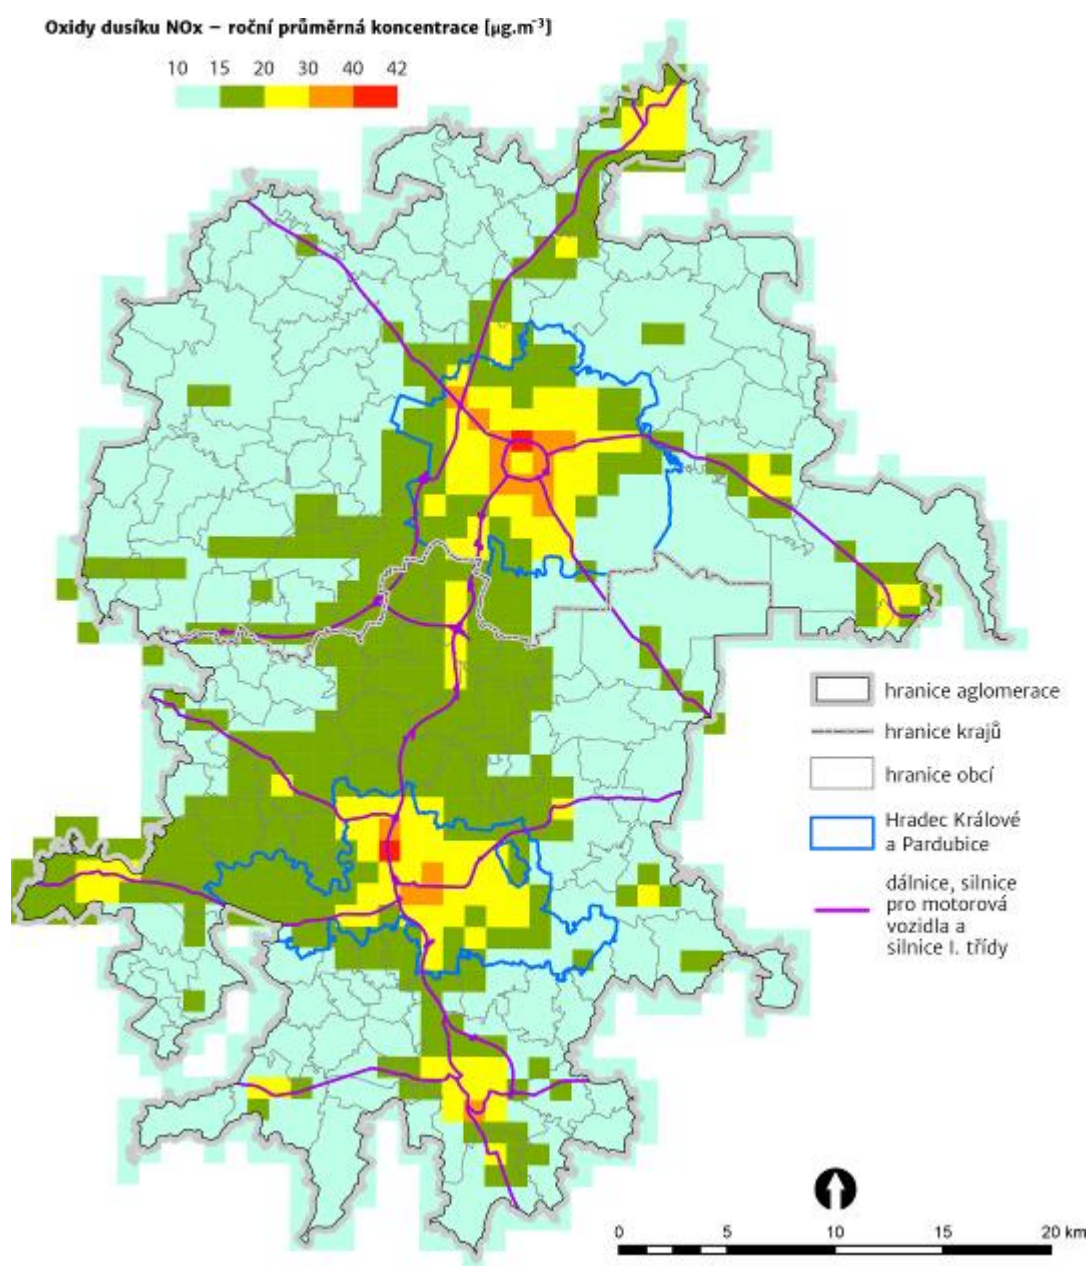 Oxidy dusíku NOx – roční průměrná koncentrace [µg.m⁻³]
10 15 20 30 40 42
hranice aglomerace
hranice krajů
hranice obcí
Hradec Králové
a Pardubice
dálnice, silnice
pro motorová
vozidla a
silnice I. třídy
0 5 10 15 20 km